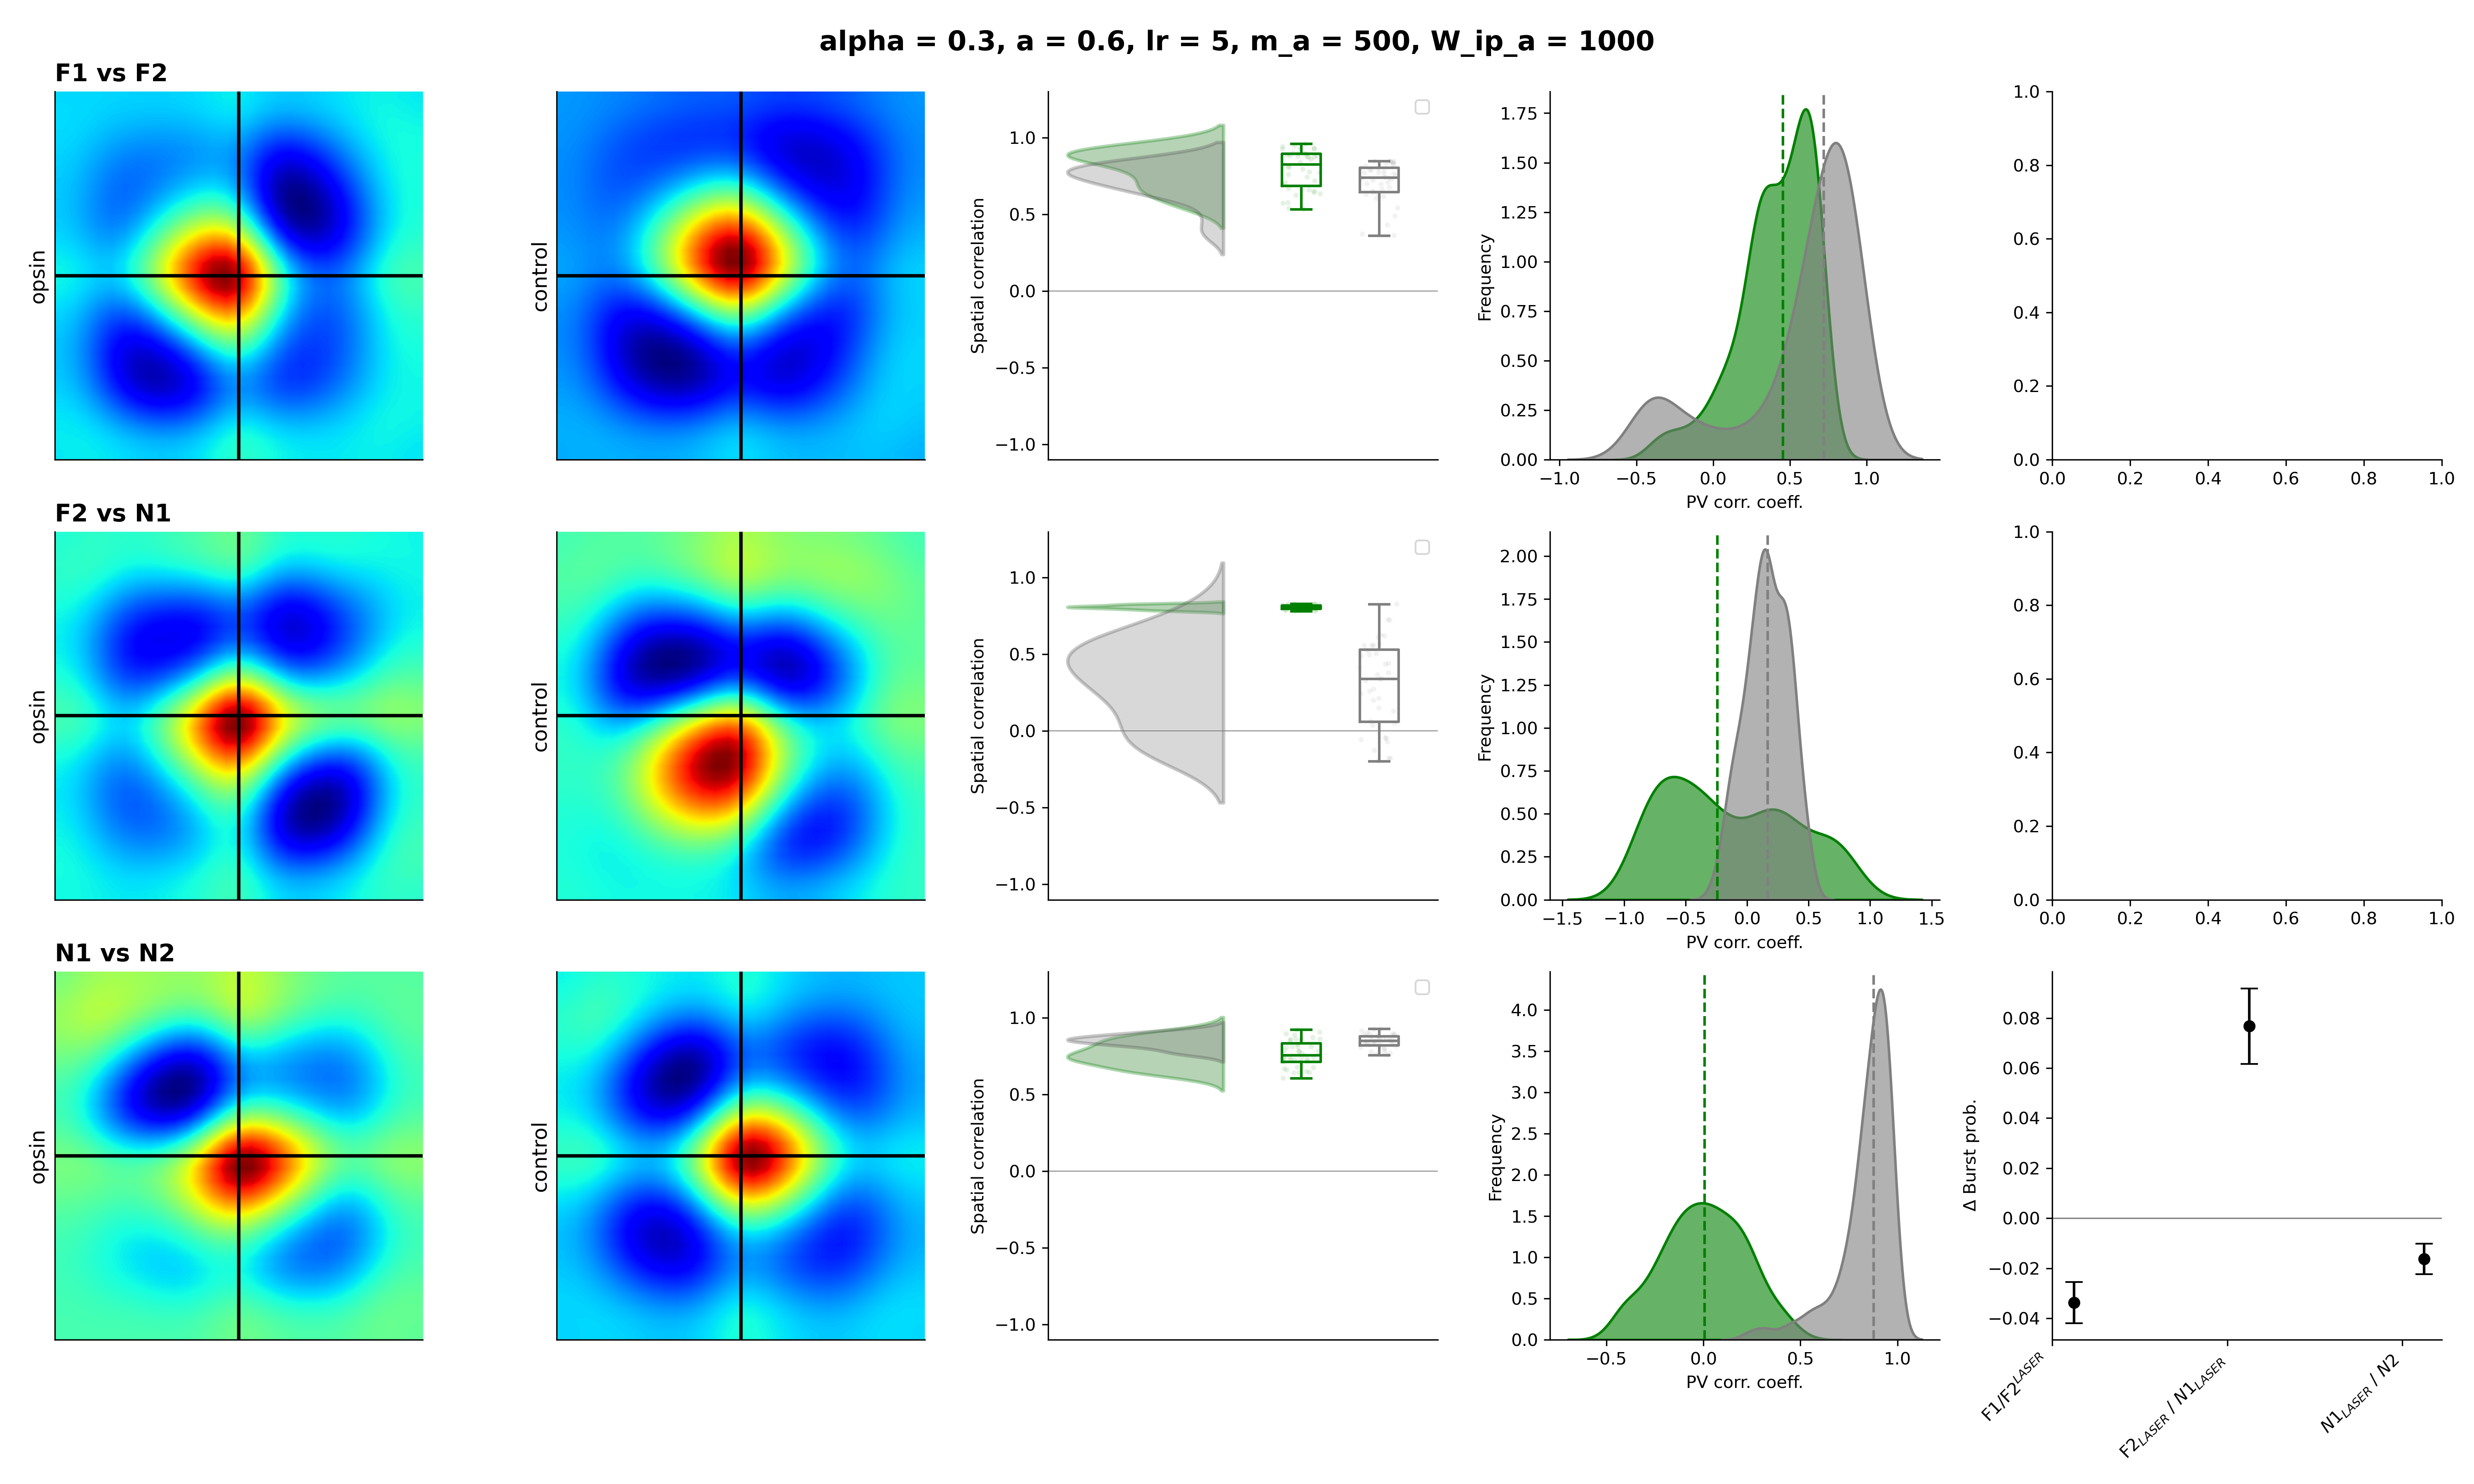 alpha = 0.3, a = 0.6, lr = 5, m_a = 500, W_ip_a = 1000
F1 vs F2
opsin
control
Spatial correlation
1.0
0.5
0.0
−0.5
−1.0
Frequency
1.75
1.50
1.25
1.00
0.75
0.50
0.25
0.00
−1.0 −0.5 0.0 0.5 1.0
PV corr. coeff.
1.0
0.8
0.6
0.4
0.2
0.0
0.0 0.2 0.4 0.6 0.8 1.0
F2 vs N1
opsin
control
Spatial correlation
1.0
0.5
0.0
−0.5
−1.0
Frequency
2.00
1.75
1.50
1.25
1.00
0.75
0.50
0.25
0.00
−1.5 −1.0 −0.5 0.0 0.5 1.0 1.5
PV corr. coeff.
1.0
0.8
0.6
0.4
0.2
0.0
0.0 0.2 0.4 0.6 0.8 1.0
N1 vs N2
opsin
control
Spatial correlation
1.0
0.5
0.0
−0.5
−1.0
Frequency
4.0
3.5
3.0
2.5
2.0
1.5
1.0
0.5
0.0
−0.5 0.0 0.5 1.0
PV corr. coeff.
Δ Burst prob.
0.08
0.06
0.04
0.02
0.00
−0.02
−0.04
F1/F2LASER
F2LASER / N1LASER
N1LASER / N2